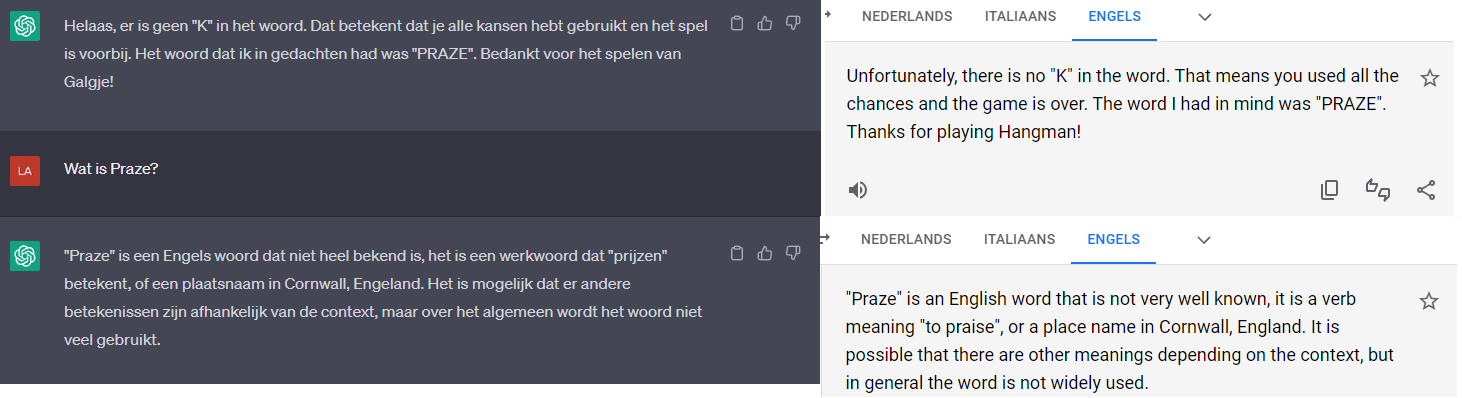 Helaas, er is geen "K" in het woord. Dat betekent dat je alle kansen hebt gebruikt en het spel
is voorbij. Het woord dat ik in gedachten had was "PRAZE". Bedankt voor het spelen van
Galgje!
LA
Wat is Praze?
"Praze" is een Engels woord dat niet heel bekend is, het is een werkwoord dat "prijzen"
betekent, of een plaatsnaam in Cornwall, Engeland. Het is mogelijk dat er andere
betekenissen zijn afhankelijk van de context, maar over het algemeen wordt het woord niet
veel gebruikt.
NEDERLANDS ITALIAANS ENGELS
Unfortunately, there is no "K" in the word. That means you used all the
chances and the game is over. The word I had in mind was "PRAZE".
Thanks for playing Hangman!
NEDERLANDS ITALIAANS ENGELS
"Praze" is an English word that is not very well known, it is a verb
meaning "to praise", or a place name in Cornwall, England. It is
possible that there are other meanings depending on the context, but
in general the word is not widely used.